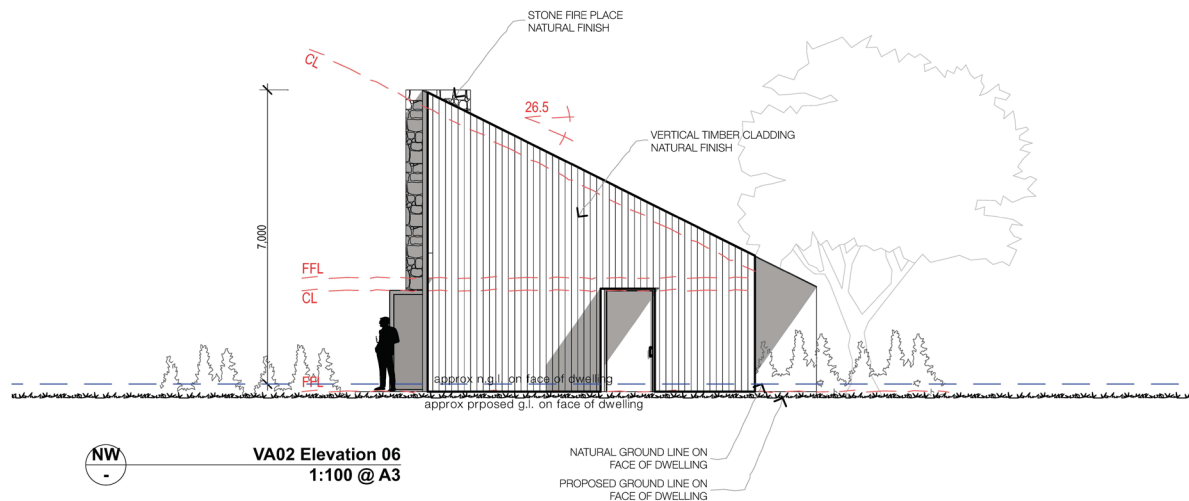 STONE FIRE PLACE
NATURAL FINISH
CL
26.5
VERTICAL TIMBER CLADDING
NATURAL FINISH
7.000
FFL
CL
FFL
approx n.g.l. on face of dwelling
approx prposed g.l. on face of dwelling
NW
-
VA02 Elevation 06
1:100 @ A3
NATURAL GROUND LINE ON
FACE OF DWELLING
PROPOSED GROUND LINE ON
FACE OF DWELLING